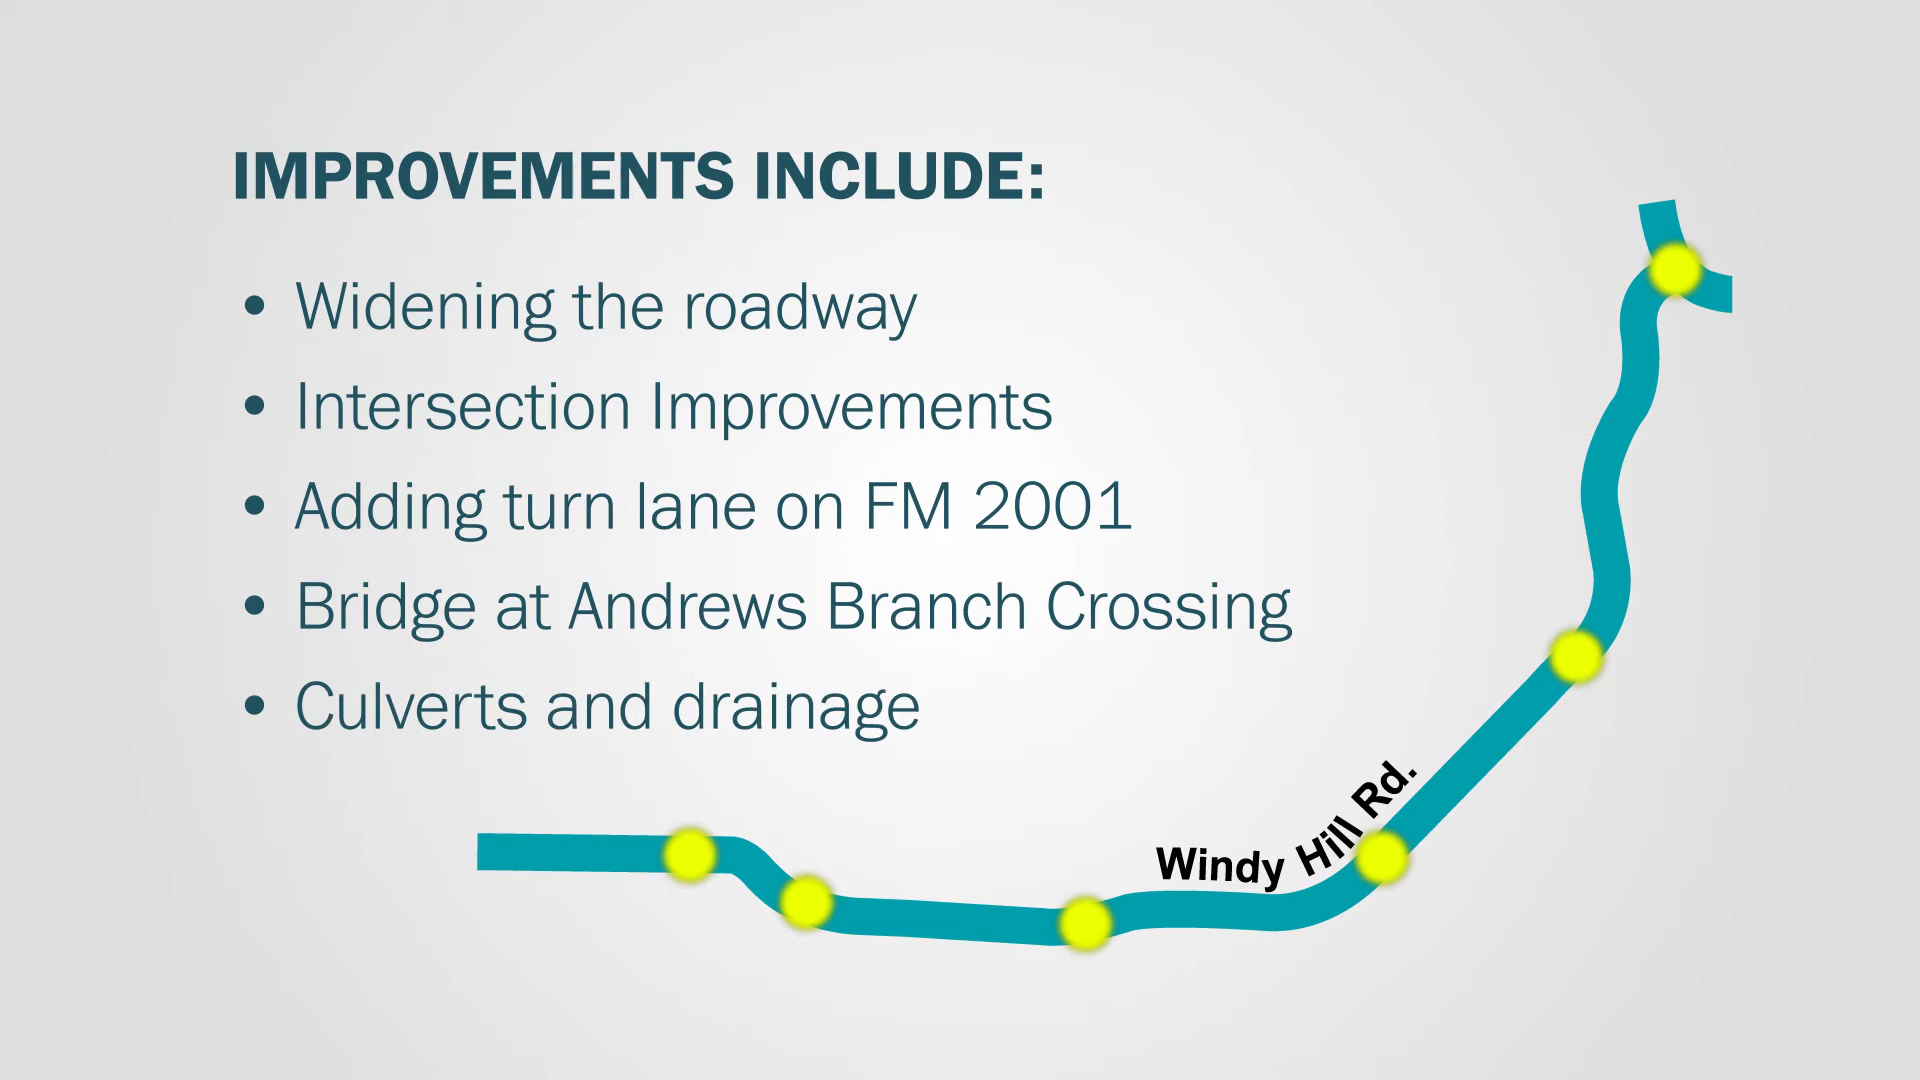 IMPROVEMENTS INCLUDE:
• Widening the roadway
• Intersection Improvements
• Adding turn lane on FM 2001
• Bridge at Andrews Branch Crossing
• Culverts and drainage
Windy Hill Rd.